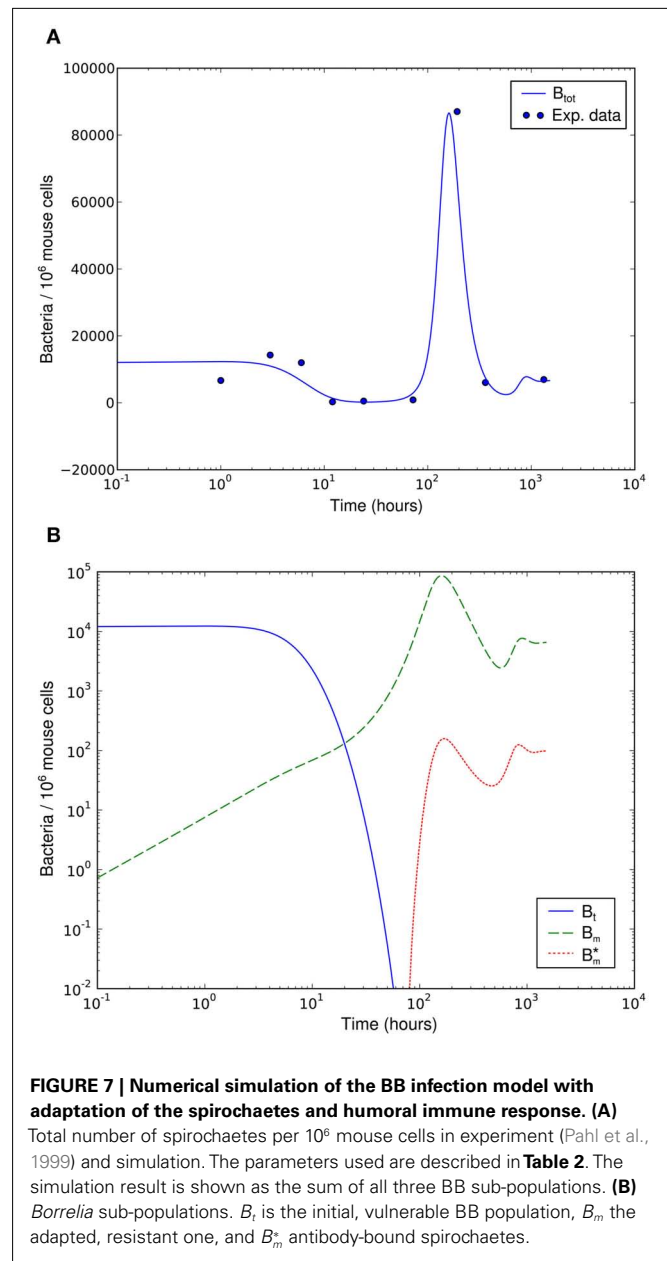 A
100000
80000
60000
40000
20000
0
−20000
Bacteria / 10⁶ mouse cells
B_tot
Exp. data
10⁻¹ 10⁰ 10¹ 10² 10³ 10⁴
Time (hours)
B
10⁵
10⁴
10³
10²
10¹
10⁰
10⁻¹
10⁻²
Bacteria / 10⁶ mouse cells
B_t
B_m
B*_m
10⁻¹ 10⁰ 10¹ 10² 10³ 10⁴
Time (hours)
FIGURE 7 | Numerical simulation of the BB infection model with
adaptation of the spirochaetes and humoral immune response. (A)
Total number of spirochaetes per 10⁶ mouse cells in experiment (Pahl et al.,
1999) and simulation. The parameters used are described in Table 2. The
simulation result is shown as the sum of all three BB sub-populations. (B)
Borrelia sub-populations. B_t is the initial, vulnerable BB population, B_m the
adapted, resistant one, and B*_m antibody-bound spirochaetes.